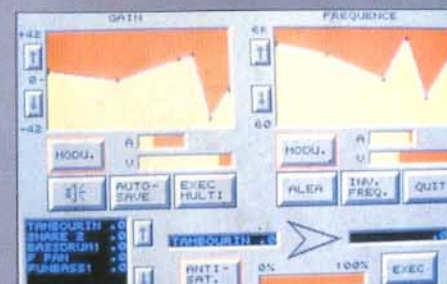 GAIN
FREQUENCE
+42
0-
-42
6K
60
MODU.
A
V
MODU.
A
V
AUTO-
SAVE
EXEC
MULTI
ALEA
INV.
FREQ.
QUIT
TAMBOURIN .0
SNARE 2 .0
BASSDRUM1 .0
P PAN .0
FUNBASS1 .0
TAMBOURIN .0
.0
ANTI-
SAT.
0%
100%
EXEC